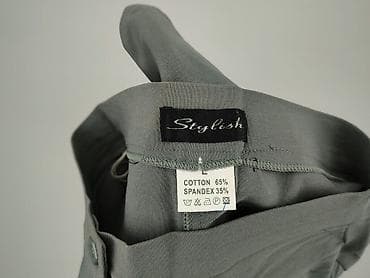 Stylish
L
COTTON 65%
SPANDEX 35%